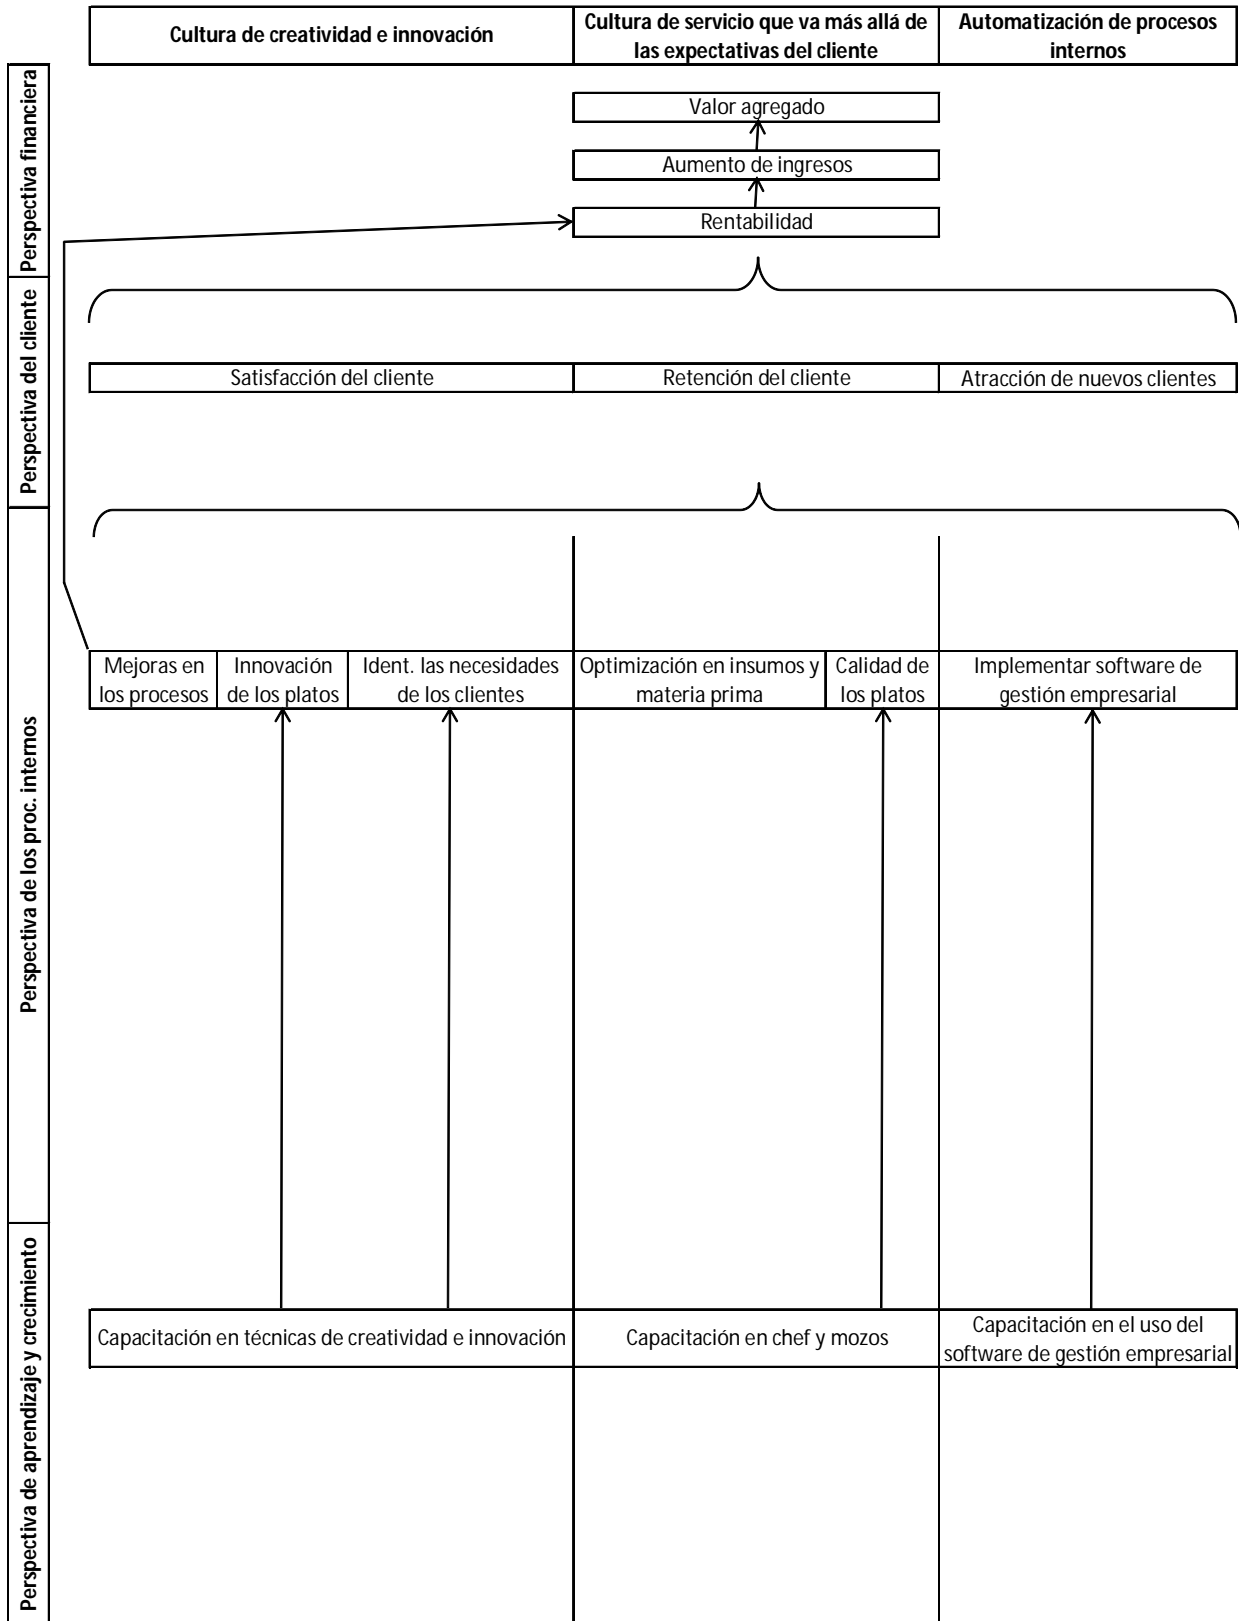 Cultura de creatividad e innovación
Cultura de servicio que va más allá de
las expectativas del cliente
Automatización de procesos
internos
Perspectiva financiera
Valor agregado
Aumento de ingresos
Rentabilidad
Perspectiva del cliente
Satisfacción del cliente
Retención del cliente
Atracción de nuevos clientes
Perspectiva de los proc. internos
Mejoras en
los procesos
Innovación
de los platos
Ident. las necesidades
de los clientes
Optimización en insumos y
materia prima
Calidad de
los platos
Implementar software de
gestión empresarial
Perspectiva de aprendizaje y crecimiento
Capacitación en técnicas de creatividad e innovación
Capacitación en chef y mozos
Capacitación en el uso del
software de gestión empresarial